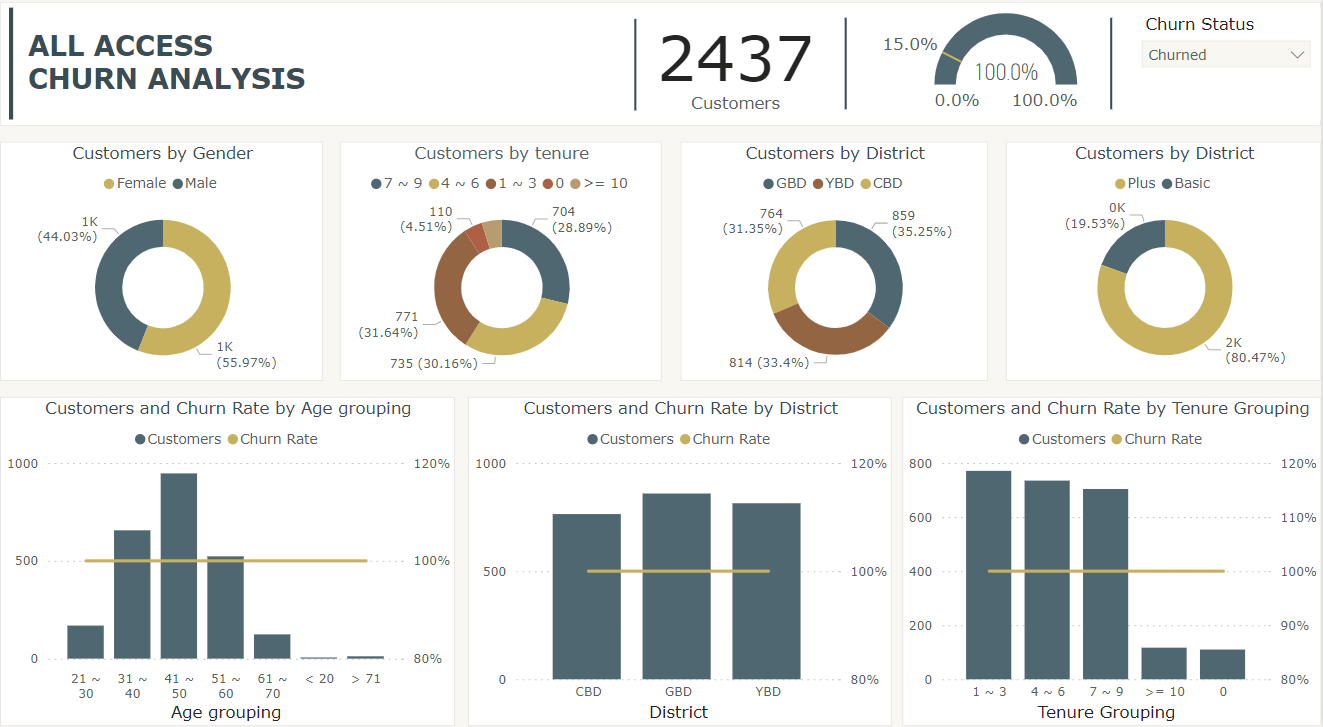 ALL ACCESS
CHURN ANALYSIS
2437
Customers
15.0%
100.0%
0.0% 100.0%
Churn Status
Churned
Customers by Gender
Female Male
1K
(44.03%)
1K
(55.97%)
Customers by tenure
7 ~ 9 4 ~ 6 1 ~ 3 0 >= 10
110
(4.51%)
704
(28.89%)
771
(31.64%)
735 (30.16%)
Customers by District
GBD YBD CBD
764
(31.35%)
859
(35.25%)
814 (33.4%)
Customers by District
Plus Basic
0K
(19.53%)
2K
(80.47%)
Customers and Churn Rate by Age grouping
Customers Churn Rate
1000 120%
500 100%
0 80%
21 ~ 31 ~ 41 ~ 51 ~ 61 ~ < 20 > 71
30 40 50 60 70
Age grouping
Customers and Churn Rate by District
Customers Churn Rate
1000 120%
500 100%
0 80%
CBD GBD YBD
District
Customers and Churn Rate by Tenure Grouping
Customers Churn Rate
800 120%
600 110%
400 100%
200 90%
0 80%
1 ~ 3 4 ~ 6 7 ~ 9 >= 10 0
Tenure Grouping